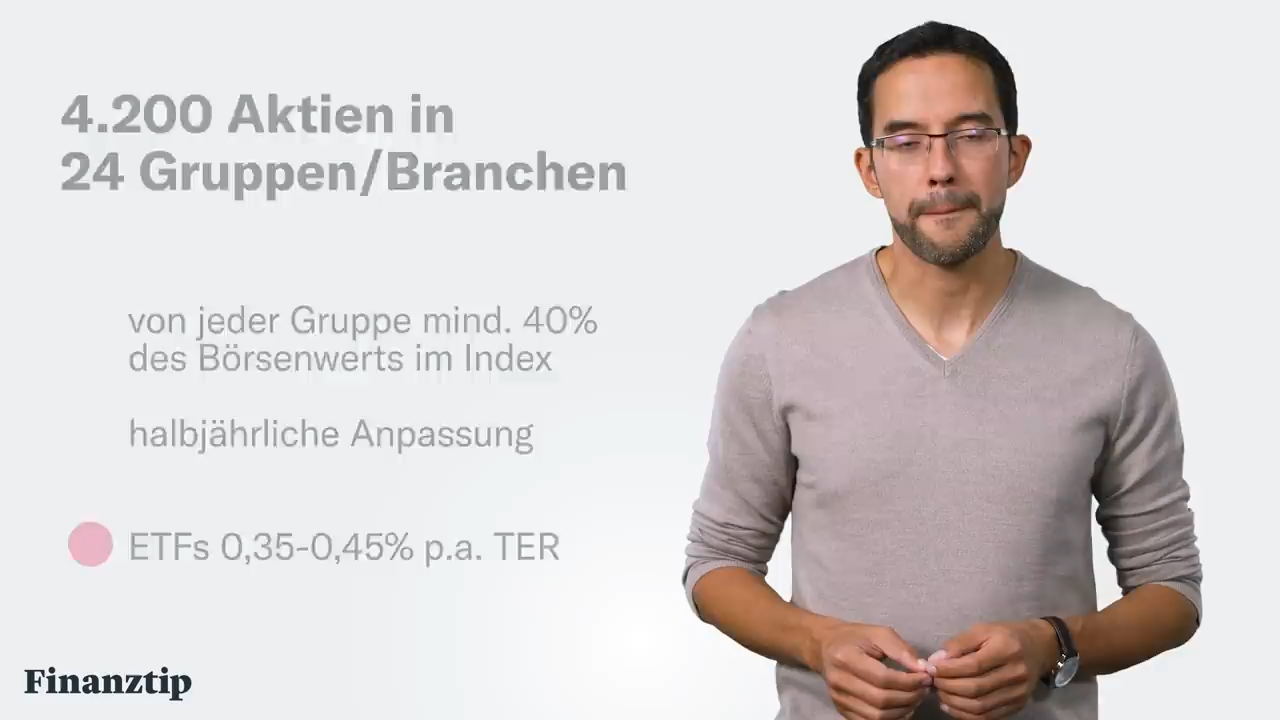 4.200 Aktien in
24 Gruppen/Branchen
von jeder Gruppe mind. 40%
des Börsenwerts im Index
halbjährliche Anpassung
ETFs 0,35-0,45% p.a. TER
Finanztip